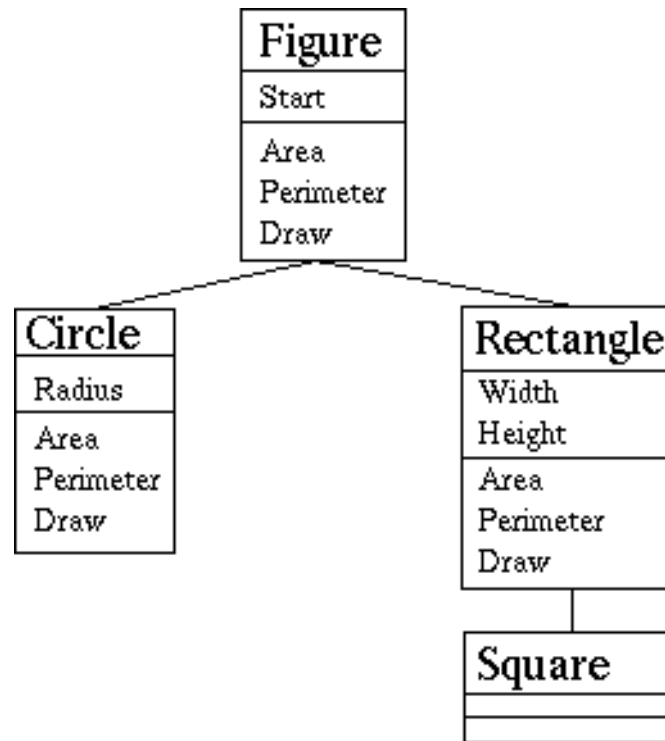 Figure
Start
Area
Perimeter
Draw
Circle
Radius
Area
Perimeter
Draw
Rectangle
Width
Height
Area
Perimeter
Draw
Square